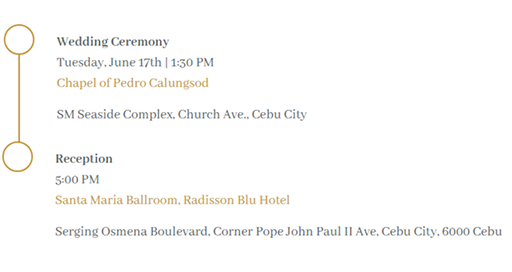 Wedding Ceremony
Tuesday, June 17th | 1:30 PM
Chapel of Pedro Calungsod
SM Seaside Complex, Church Ave., Cebu City
Reception
5:00 PM
Santa Maria Ballroom, Radisson Blu Hotel
Serging Osmena Boulevard, Corner Pope John Paul II Ave, Cebu City, 6000 Cebu